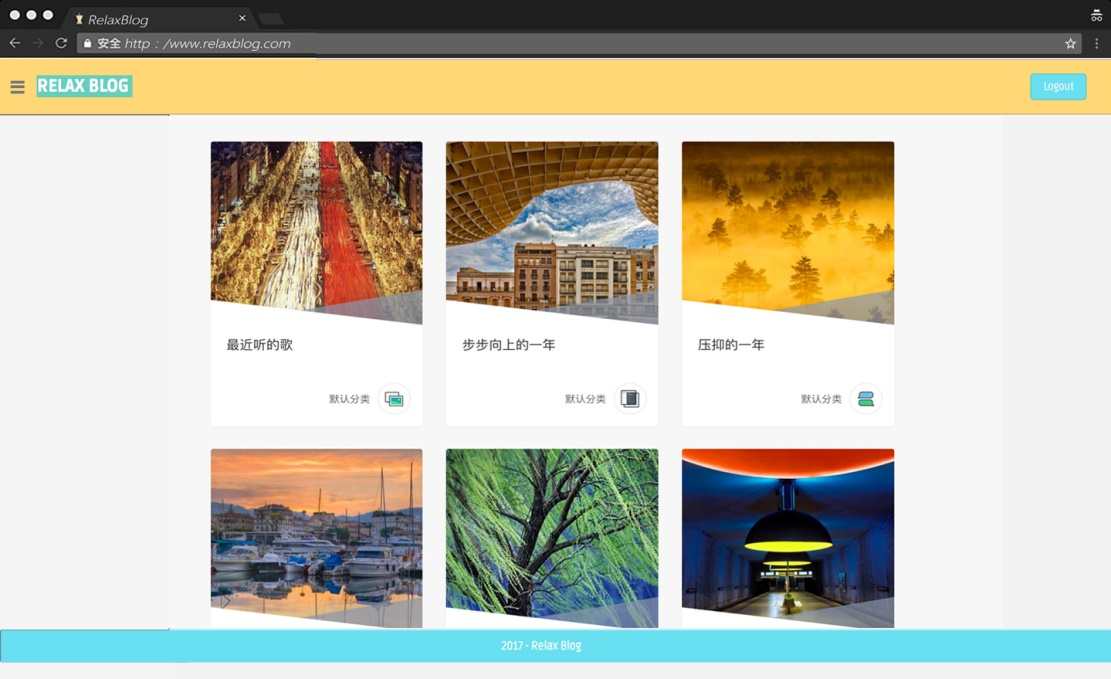 RelaxBlog
安全 http : /www.relaxblog.com
RELAX BLOG
Logout
最近听的歌
步步向上的一年
压抑的一年
默认分类
默认分类
默认分类
2017 - Relax Blog